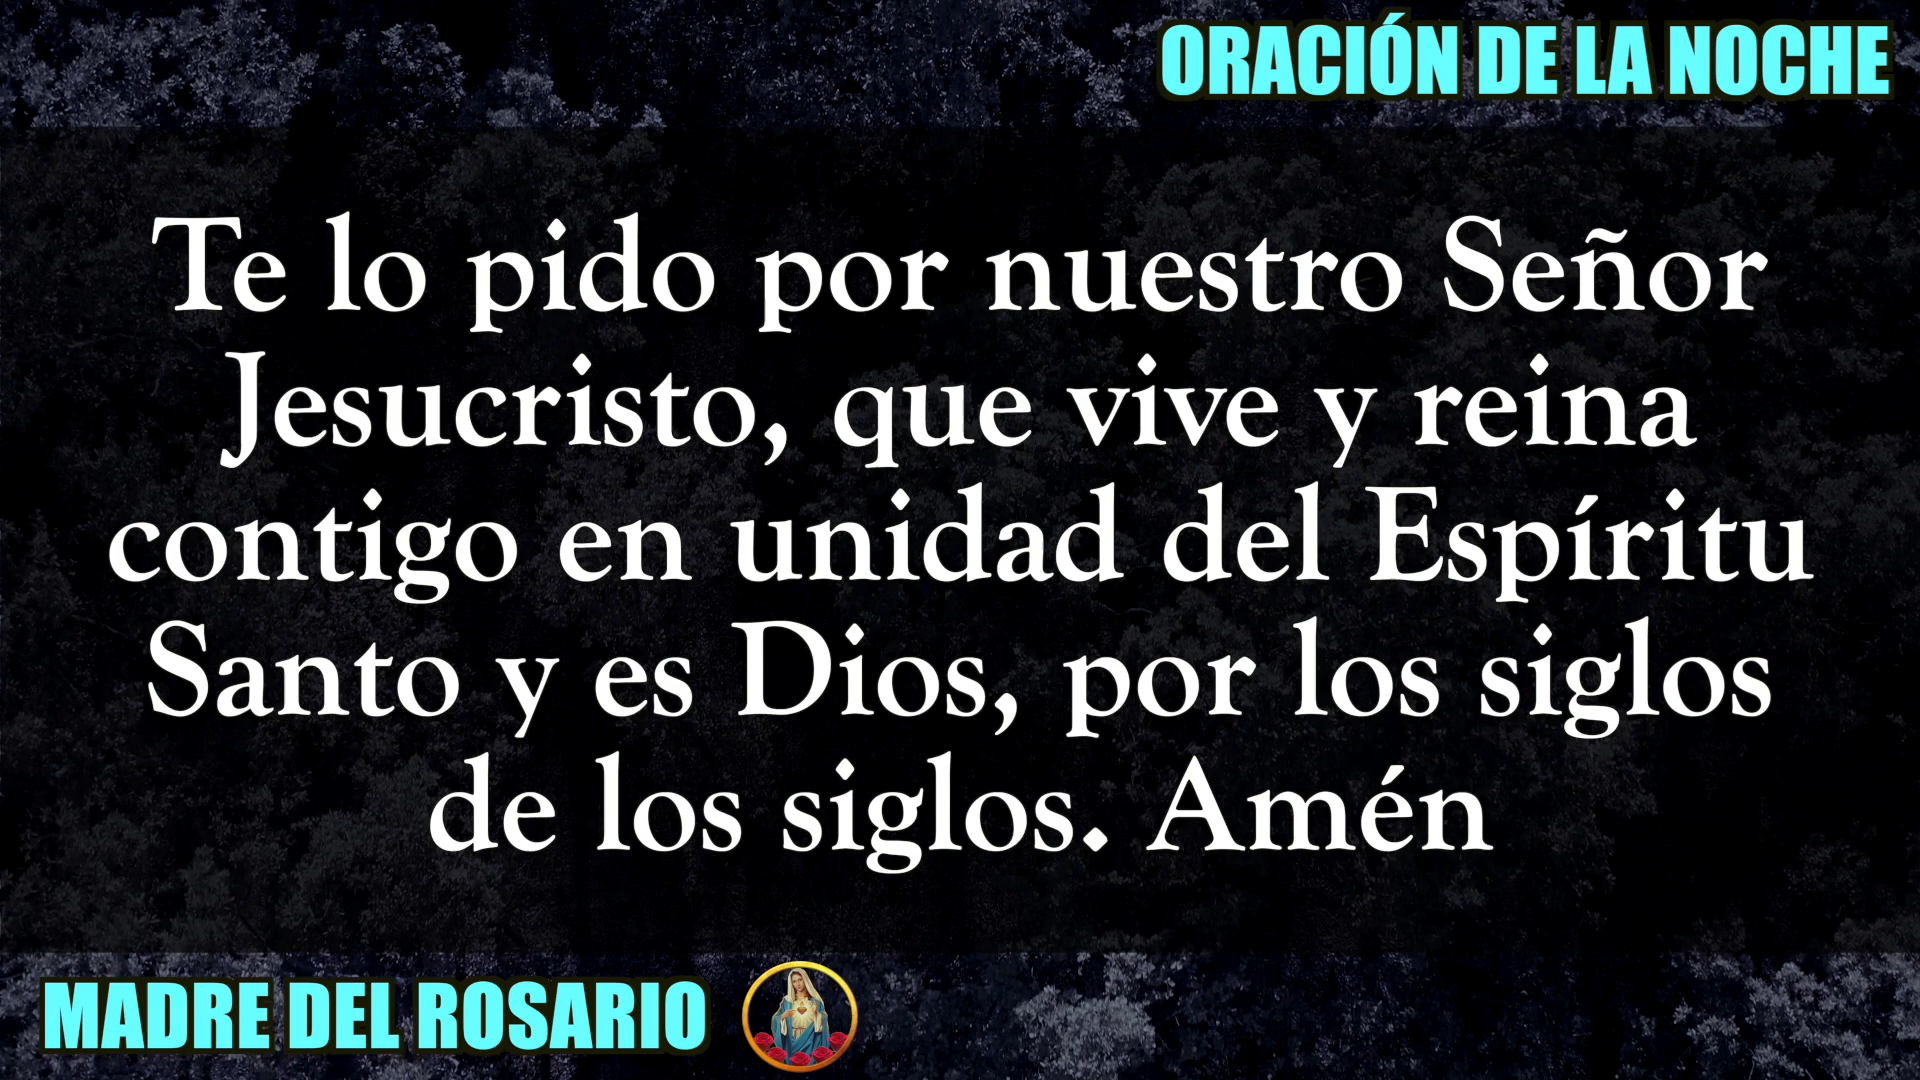 ORACIÓN DE LA NOCHE
Te lo pido por nuestro Señor
Jesucristo, que vive y reina
contigo en unidad del Espíritu
Santo y es Dios, por los siglos
de los siglos. Amén
MADRE DEL ROSARIO